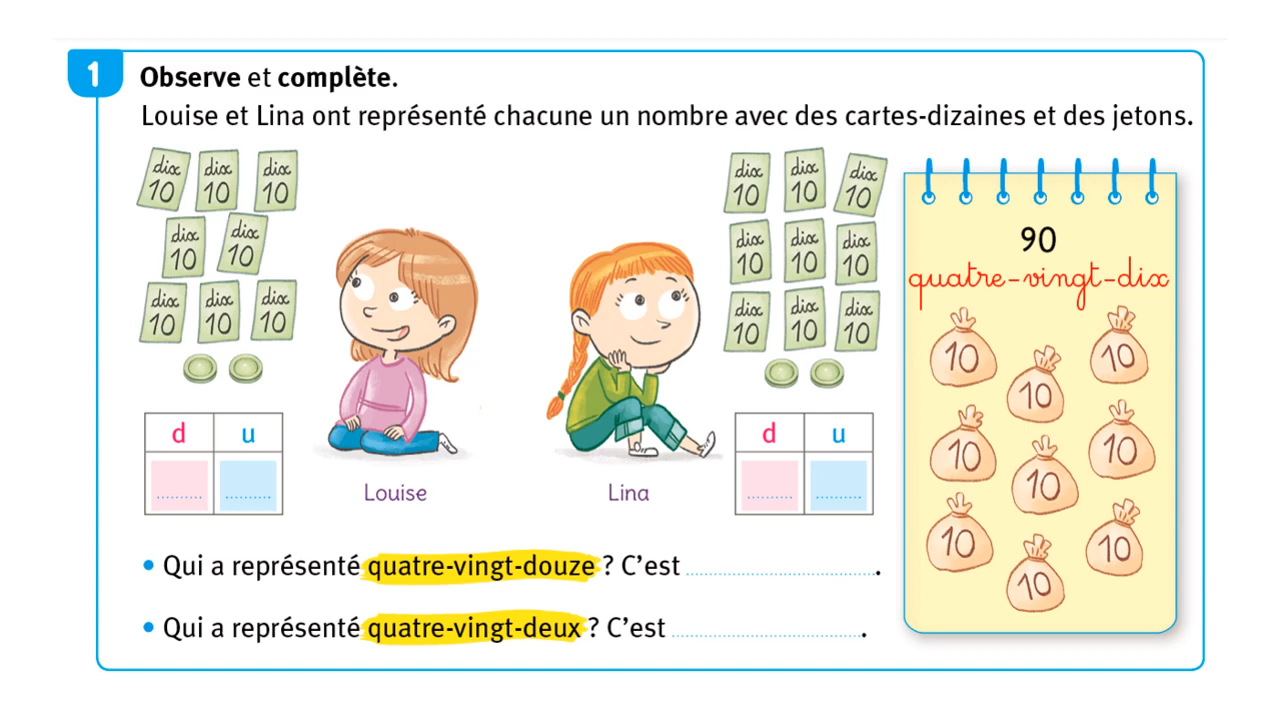 1
Observe et complète.
Louise et Lina ont représenté chacune un nombre avec des cartes-dizaines et des jetons.
dix 10 dix 10 dix 10
dix 10 dix 10
dix 10 dix 10 dix 10
d u
.......... ..........
Louise
Lina
dix 10 dix 10 dix 10
dix 10 dix 10 dix 10
dix 10 dix 10 dix 10
d u
.......... ..........
90
quatre-vingt-dix
10 10
10
10 10
10
10 10
10
• Qui a représenté quatre-vingt-douze ? C’est .......................................... .
• Qui a représenté quatre-vingt-deux ? C’est .......................................... .